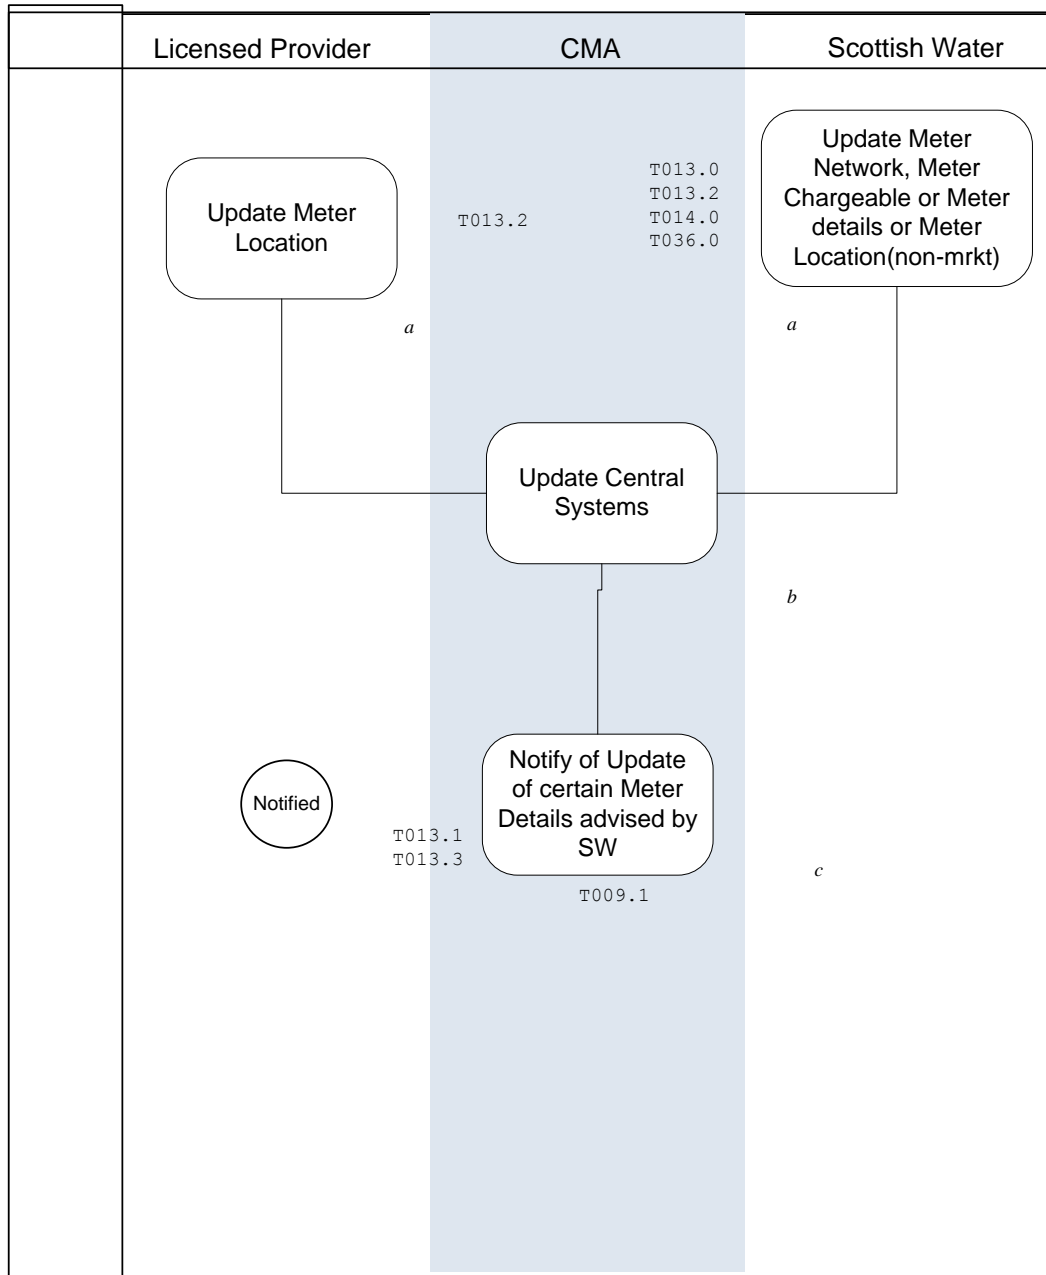 Licensed Provider
CMA
Scottish Water
Update Meter
Location
T013.2
T013.0
T013.2
T014.0
T036.0
Update Meter
Network, Meter
Chargeable or Meter
details or Meter
Location(non-mrkt)
a
a
Update Central
Systems
b
Notified
T013.1
T013.3
Notify of Update
of certain Meter
Details advised by
SW
T009.1
c